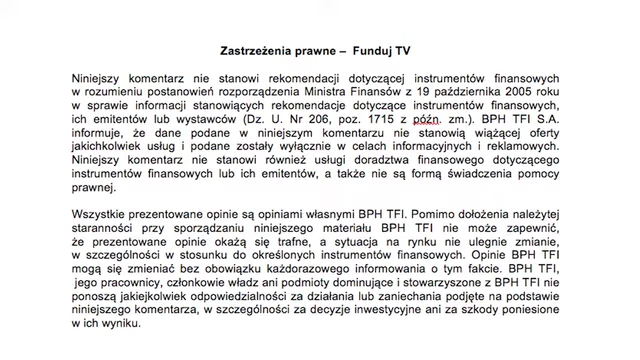 Zastrzeżenia prawne – Funduj TV
Niniejszy komentarz nie stanowi rekomendacji dotyczącej instrumentów finansowych
w rozumieniu postanowień rozporządzenia Ministra Finansów z 19 października 2005 roku
w sprawie informacji stanowiących rekomendacje dotyczące instrumentów finansowych,
ich emitentów lub wystawców (Dz. U. Nr 206, poz. 1715 z późn. zm.). BPH TFI S.A.
informuje, że dane podane w niniejszym komentarzu nie stanowią wiążącej oferty
jakichkolwiek usług i podane zostały wyłącznie w celach informacyjnych i reklamowych.
Niniejszy komentarz nie stanowi również usługi doradztwa finansowego dotyczącego
instrumentów finansowych lub ich emitentów, a także nie są formą świadczenia pomocy
prawnej.
Wszystkie prezentowane opinie są opiniami własnymi BPH TFI. Pomimo dołożenia należytej
staranności przy sporządzaniu niniejszego materiału BPH TFI nie może zapewnić,
że prezentowane opinie okażą się trafne, a sytuacja na rynku nie ulegnie zmianie,
w szczególności w stosunku do określonych instrumentów finansowych. Opinie BPH TFI
mogą się zmieniać bez obowiązku każdorazowego informowania o tym fakcie. BPH TFI,
jego pracownicy, członkowie władz ani podmioty dominujące i stowarzyszone z BPH TFI nie
ponoszą jakiejkolwiek odpowiedzialności za działania lub zaniechania podjęte na podstawie
niniejszego komentarza, w szczególności za decyzje inwestycyjne ani za szkody poniesione
w ich wyniku.